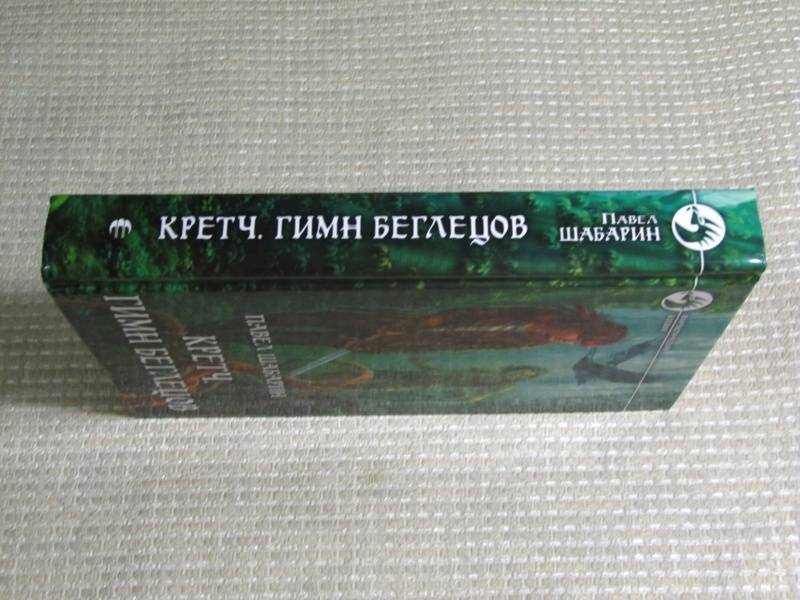 КРЕТЧ. ГИМН БЕГЛЕЦОВ
ПАВЕЛ
ШАБАРИН
ПАВЕЛ ШАБАРИН
КРЕТЧ
ГИМН БЕГЛЕЦОВ